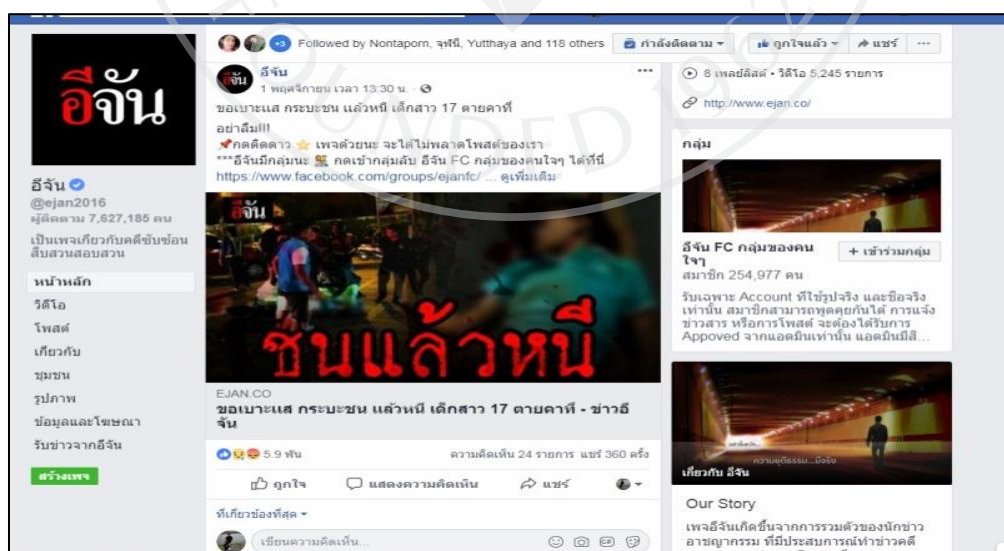 อีจัน
อีจัน
@ejan2016
ผู้ติดตาม 7,627,185 คน
เป็นเพจเกี่ยวกับคดีซับซ้อน
สืบสวนสอบสวน
หน้าหลัก
วิดีโอ
โพสต์
เกี่ยวกับ
ชุมชน
รูปภาพ
ข้อมูลและโฆษณา
รับข่าวจากอีจัน
สร้างเพจ
+3 Followed by Nontaporn, จุฬินี, Yutthaya and 118 others
กำลังติดตาม
ถูกใจแล้ว
แชร์
อีจัน
อีจัน
1 พฤศจิกายน เวลา 13:30 น.
ขอเบาะแส กระบะชน แล้วหนี เด็กสาว 17 ตายคาที่
อย่าลืม!!!
📌กดติดดาว ⭐ เพจด้วยนะ จะได้ไม่พลาดโพสต์ของเรา
***อีจันมีกลุ่มนะ กดเข้ากลุ่มลับ อีจัน FC กลุ่มของคนใจๆ ได้ที่นี่
https://www.facebook.com/groups/ejanfc/ ... ดูเพิ่มเติม
อีจัน
ชนแล้วหนี
EJAN.CO
ขอเบาะแส กระบะชน แล้วหนี เด็กสาว 17 ตายคาที่ - ข่าวอี
จัน
5.9 พัน
ความคิดเห็น 24 รายการ แชร์ 360 ครั้ง
ถูกใจ
แสดงความคิดเห็น
แชร์
ที่เกี่ยวข้องที่สุด
เขียนความคิดเห็น...
8 เพลย์ลิสต์ • วิดีโอ 5,245 รายการ
http://www.ejan.co/
กลุ่ม
อีจัน FC กลุ่มของคน
ใจๆ
+ เข้าร่วมกลุ่ม
สมาชิก 254,977 คน
รับเฉพาะ Account ที่ใช้รูปจริง และชื่อจริง
เท่านั้น สมาชิกสามารถพูดคุยกันได้ การแจ้ง
ข่าวสาร หรือการโพสต์ จะต้องได้รับการ
Appoved จากแอดมินเท่านั้น แอดมินมีสิ...
ความยุติธรรม...มีจริง
เกี่ยวกับ อีจัน
Our Story
เพจอีจันเกิดขึ้นจากการรวมตัวของนักข่าว
อาชญากรรม ที่มีประสบการณ์ทำข่าวคดี
FOUNDED 1962